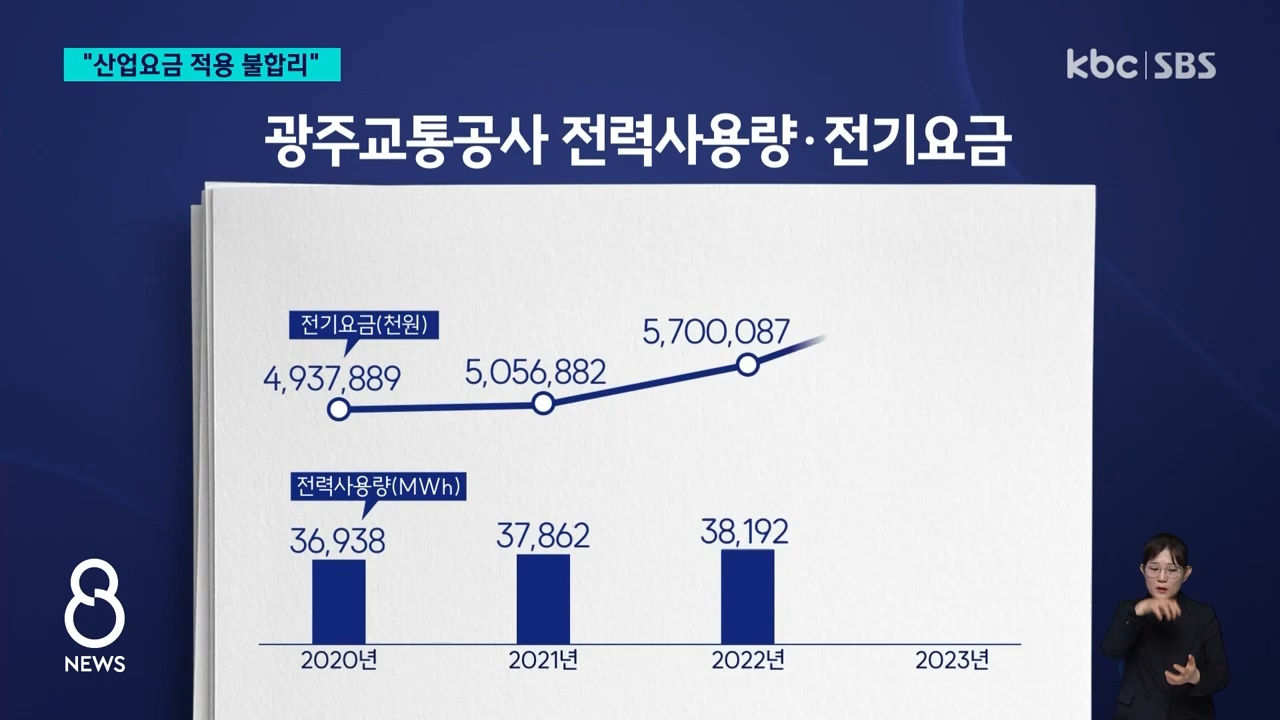 "산업요금 적용 불합리"
kbc SBS
광주교통공사 전력사용량·전기요금
전기요금(천원)
4,937,889 5,056,882 5,700,087
전력사용량(MWh)
36,938 37,862 38,192
2020년 2021년 2022년 2023년
8
NEWS